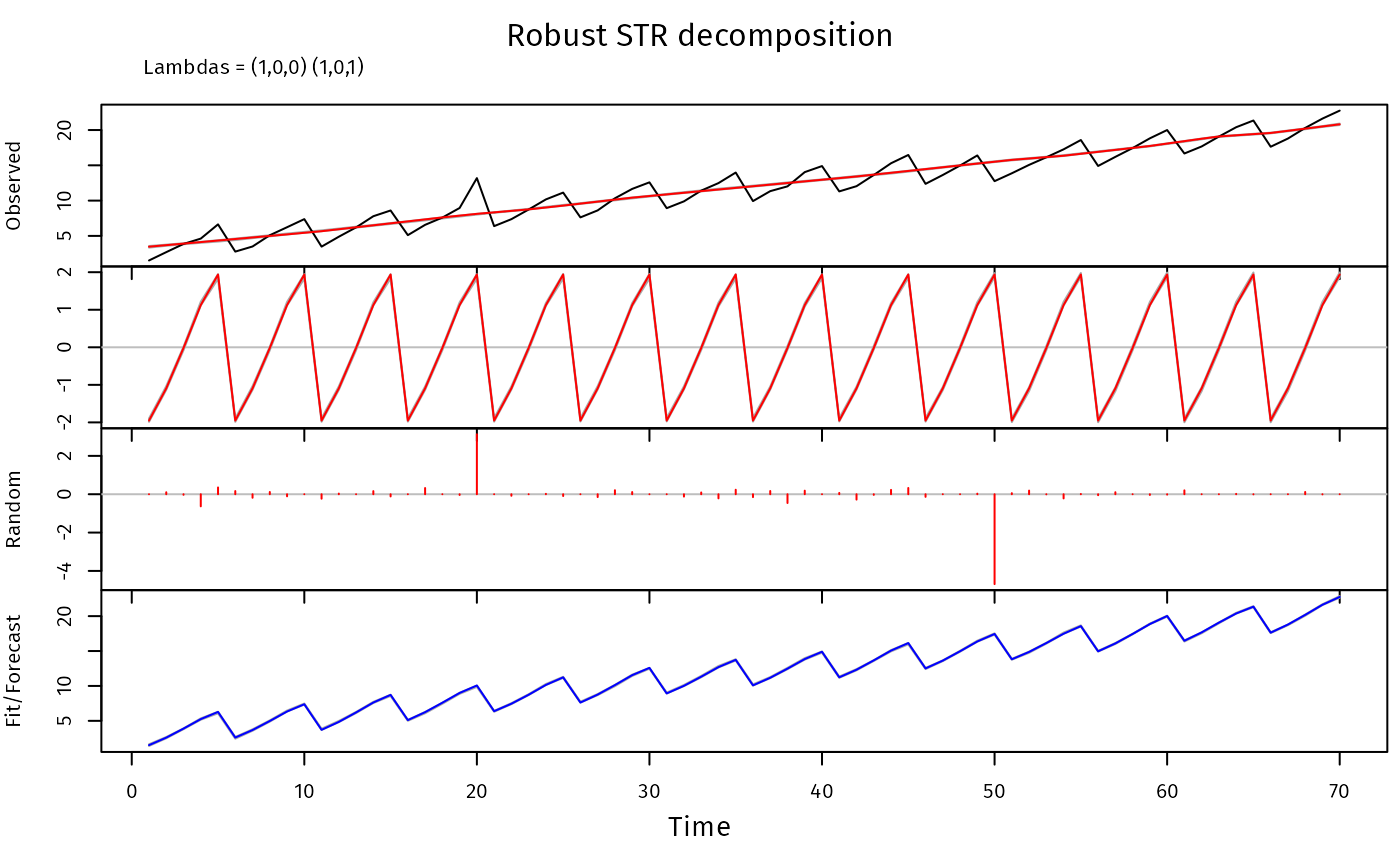 Robust STR decomposition
Lambdas = (1,0,0) (1,0,1)
Observed
20
10
5
2
1
0
-1
-2
Random
2
0
-2
-4
Fit/Forecast
20
10
5
0 10 20 30 40 50 60 70
Time